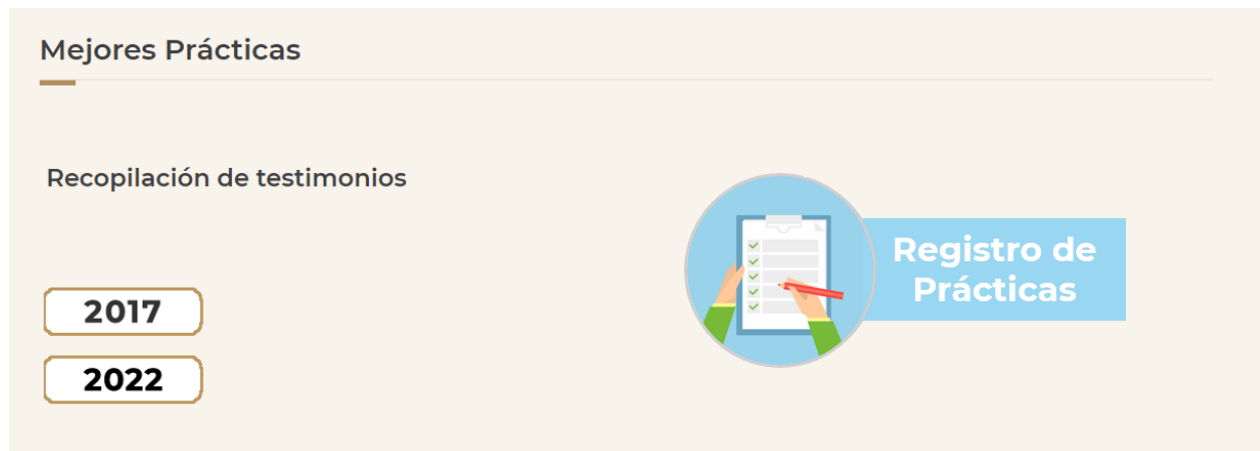 Mejores Prácticas
Recopilación de testimonios
2017
2022
Registro de
Prácticas